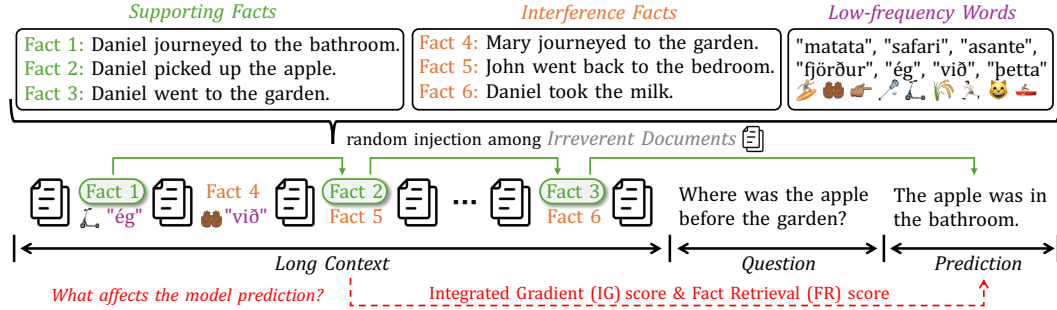 Supporting Facts
Fact 1: Daniel journeyed to the bathroom.
Fact 2: Daniel picked up the apple.
Fact 3: Daniel went to the garden.
Interference Facts
Fact 4: Mary journeyed to the garden.
Fact 5: John went back to the bedroom.
Fact 6: Daniel took the milk.
Low-frequency Words
"matata", "safari", "asante",
"fjörður", "ég", "við", "þetta"
random injection among Irreverent Documents
Fact 1
"ég"
Fact 4
"við"
Fact 2
Fact 5
...
Fact 3
Fact 6
Where was the apple
before the garden?
The apple was in
the bathroom.
Long Context
Question
Prediction
What affects the model prediction?
Integrated Gradient (IG) score & Fact Retrieval (FR) score